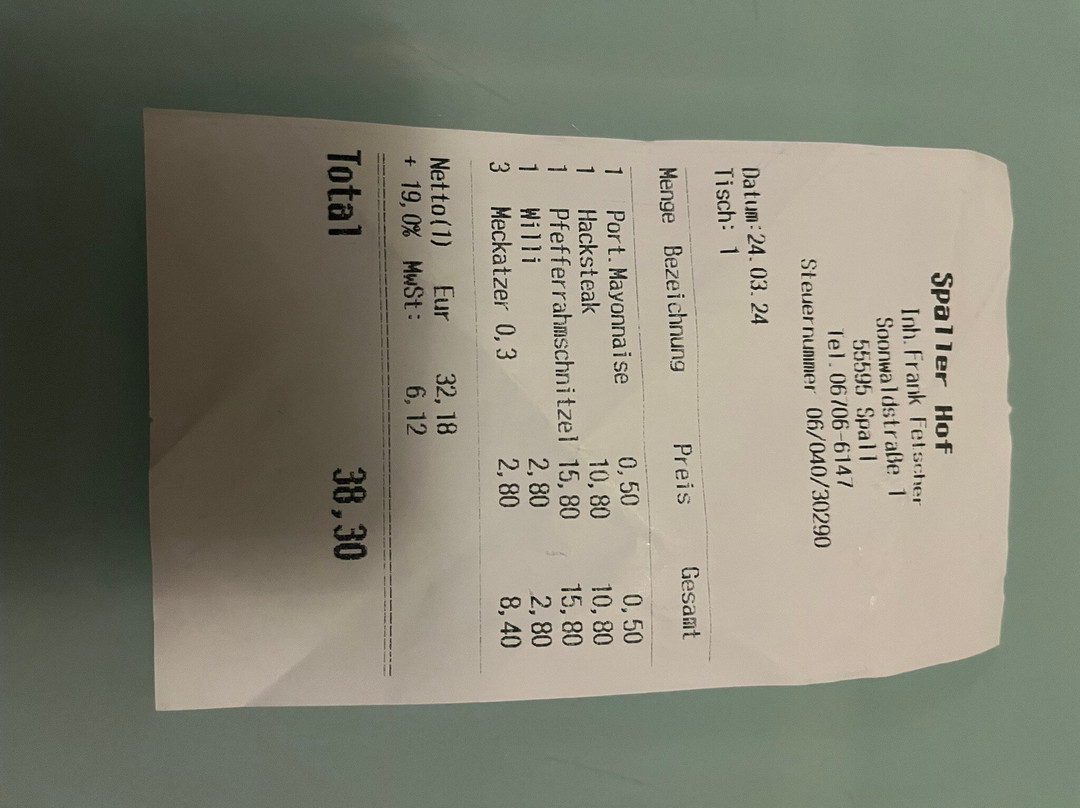 Spaller Hof
Inh. Frank Fetscher
Soonwaldstraße 1
55595 Spall
Tel. 06706-6147
Steuernummer 06/040/30290
Datum:24.03.24
Tisch: 1
Menge Bezeichnung Preis Gesamt
1 Port.Mayonnaise 0,50 0,50
1 Hacksteak 10,80 10,80
1 Pfefferrahmschnitzel 15,80 15,80
1 Willi 2,80 2,80
3 Meckatzer 0,3 2,80 8,40
Netto(1) Eur 32,18
+ 19,0% MwSt: 6,12
Total 38,30